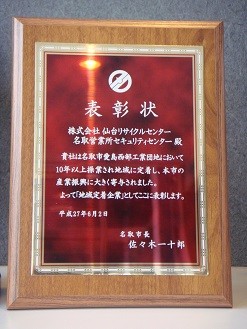 表彰状
株式会社 仙台リサイクルセンター
名取営業所セキュリティセンター 殿
貴社は名取市愛島西部工業団地において
10年以上操業され地域に定着し、本市の
産業振興に大きく寄与されました。
よって「地域定着企業」としてここに表彰します。
平成27年6月2日
名取市長
佐々木一十郎